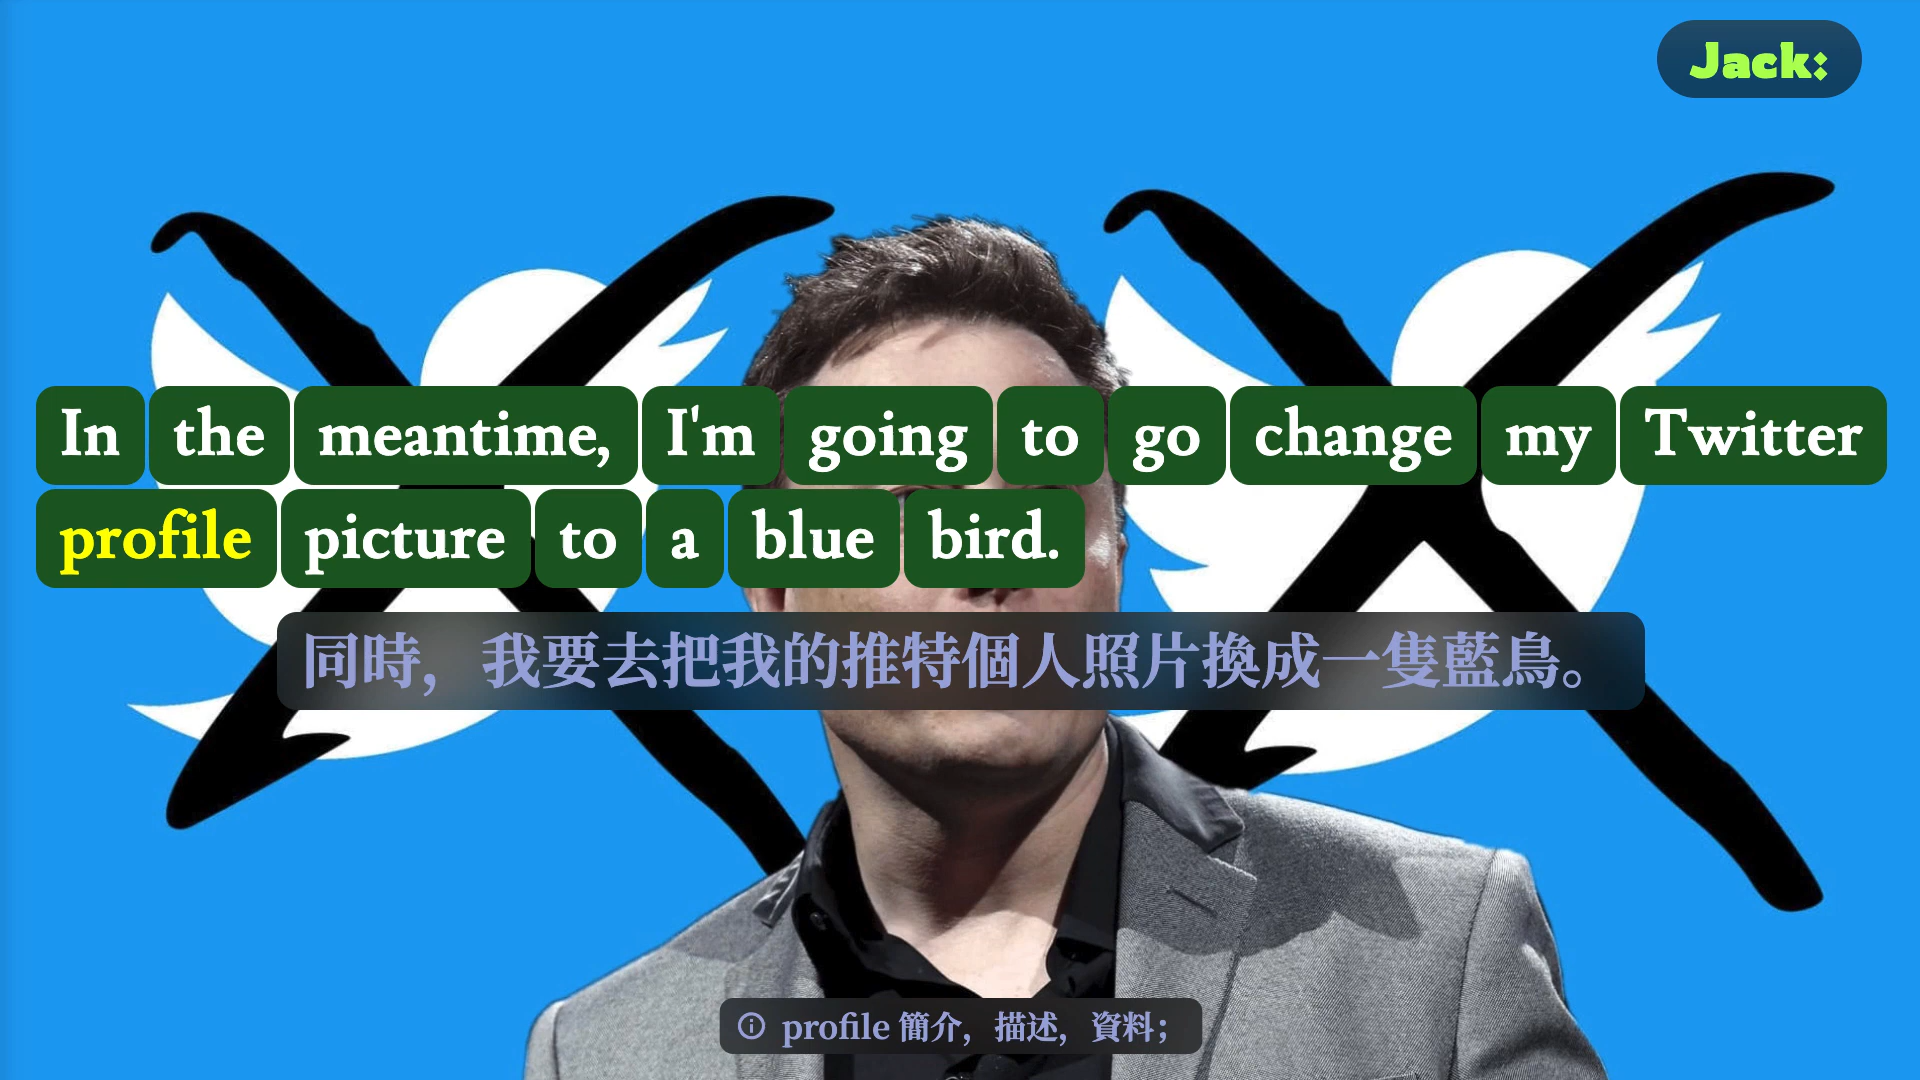 Jack:
In the meantime, I'm going to go change my Twitter
profile picture to a blue bird.
同時，我要去把我的推特個人照片換成一隻藍鳥。
profile 簡介，描述，資料；